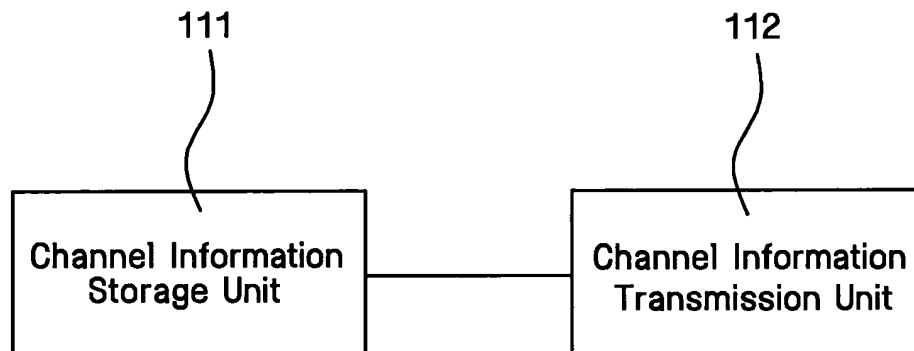 111
112
Channel Information
Storage Unit
Channel Information
Transmission Unit